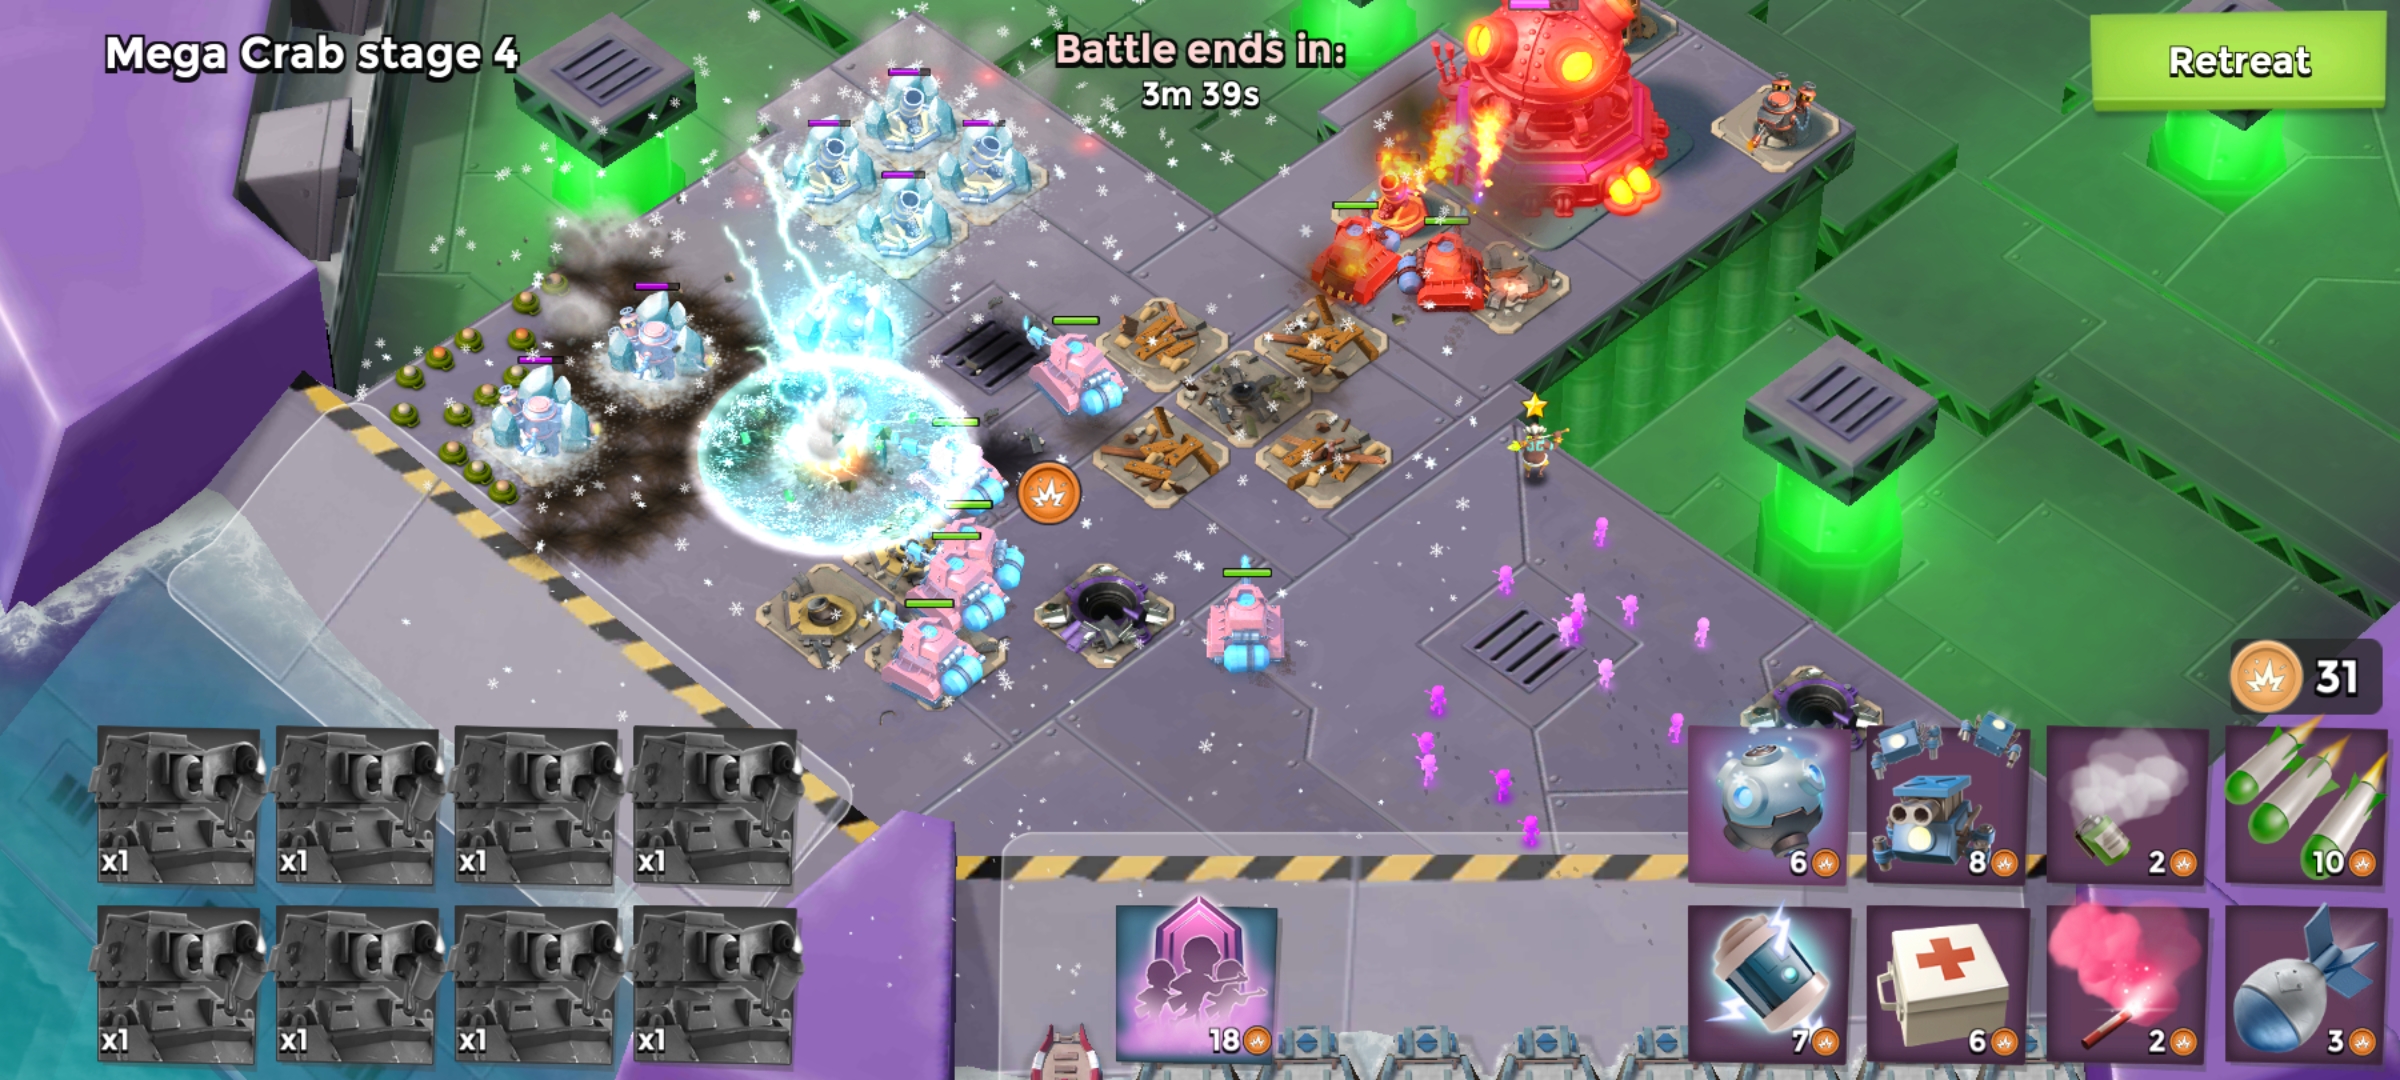 Mega Crab stage 4
Battle ends in:
3m 39s
Retreat
31
x1 x1 x1 x1
6 8 2 10
x1 x1 x1 x1
18 7 6 2 3